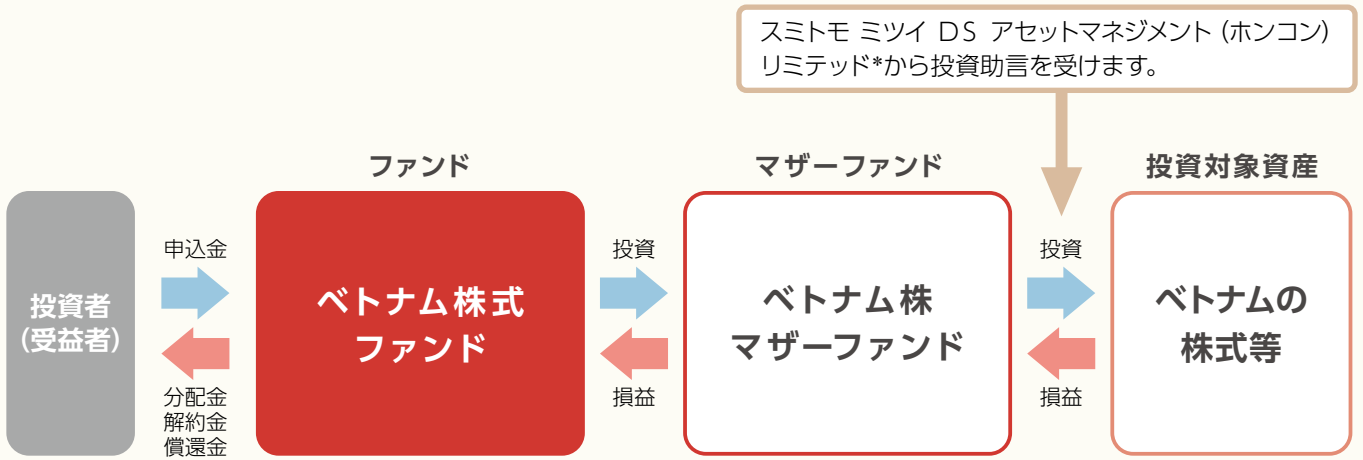 スミトモ ミツイ DS アセットマネジメント（ホンコン）
リミテッド*から投資助言を受けます。
ファンド
マザーファンド
投資対象資産
投資者
（受益者）
申込金
分配金
解約金
償還金
ベトナム株式
ファンド
投資
損益
ベトナム株
マザーファンド
投資
損益
ベトナムの
株式等